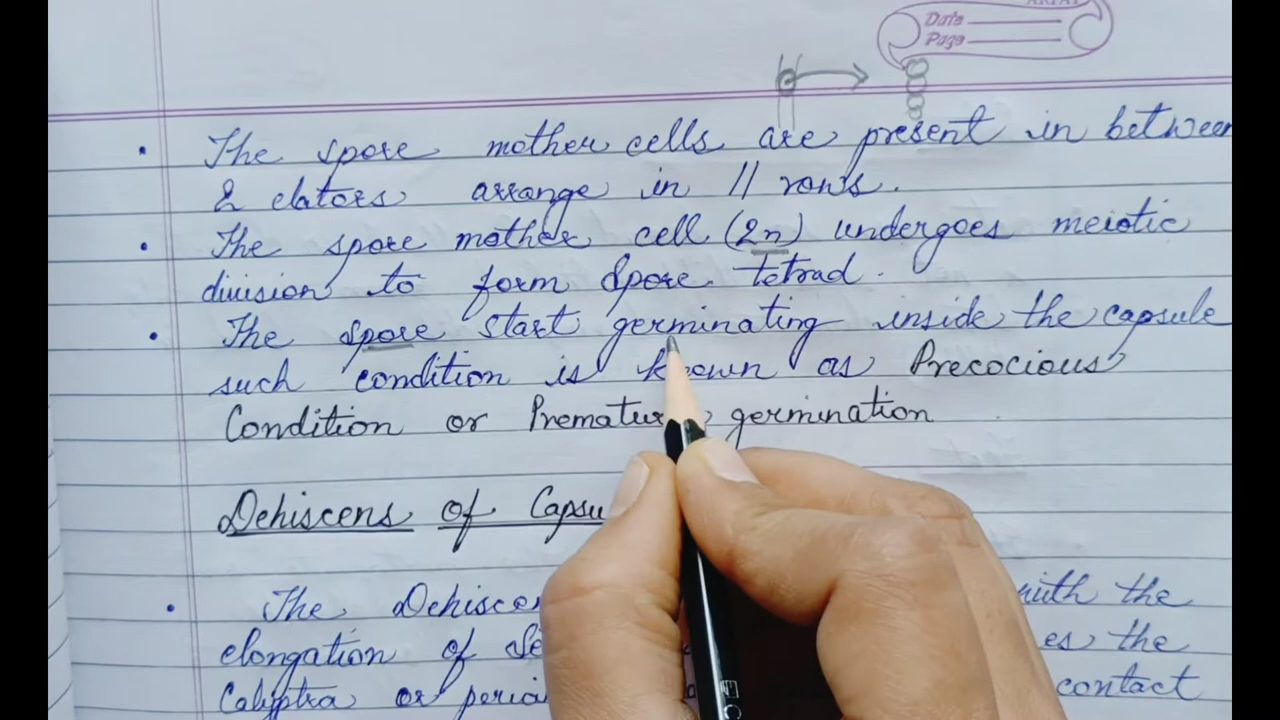 Date
Page
The spore mother cells are present in between
2 elators arrange in 11 rows.
The spore mother cell (2n) undergoes meiotic
division to form spore tetrad.
The spore start germinating inside the capsule
such condition is known as Precocious
Condition or Premature germination
Dehiscens of Capsu
The Dehiscen with the
elongation of Se es the
Calyptra or peria contact